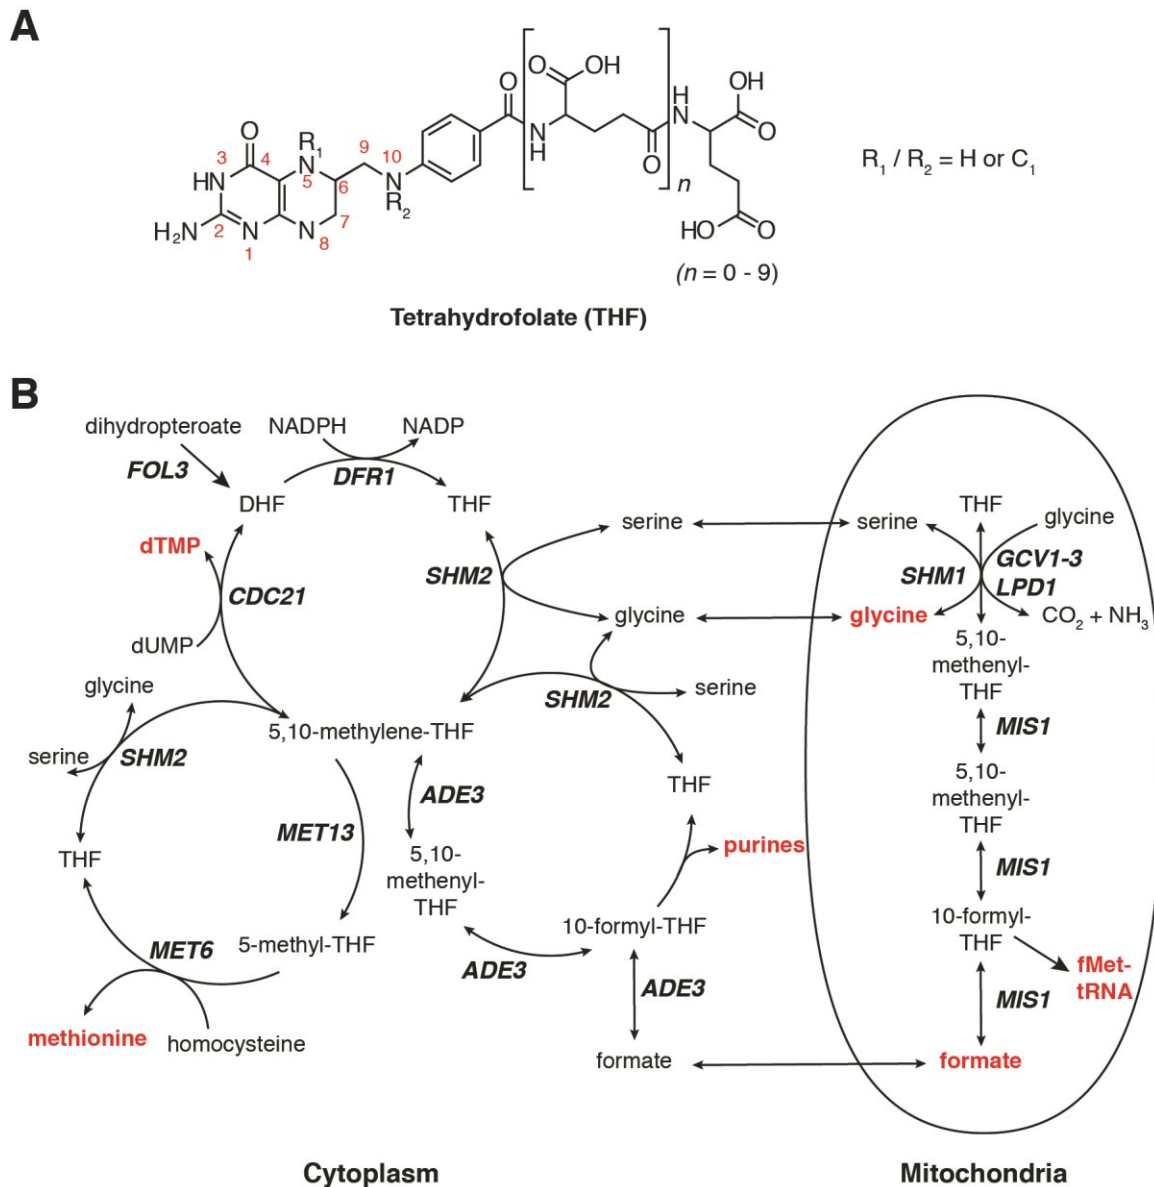 A
O
OH
O
R1
N
5
3
4
HN
6
9
10
N
R2
N
H
O
n
H
N
OH
O
HO
O
H2N
2
N
1
N
8
7
R1 / R2 = H or C1
(n = 0 - 9)
Tetrahydrofolate (THF)
B
dihydropteroate
NADPH
NADP
FOL3
DFR1
DHF
THF
dTMP
CDC21
dUMP
SHM2
serine
glycine
serine
THF
glycine
SHM1
GCV1-3
LPD1
glycine
CO2 + NH3
5,10-
methenyl-
THF
glycine
SHM2
serine
5,10-methylene-THF
SHM2
serine
THF
MIS1
5,10-
methenyl-
THF
ADE3
MET13
THF
5,10-
methenyl-
THF
purines
MIS1
10-formyl-
THF
10-formyl-THF
5-methyl-THF
MET6
ADE3
ADE3
fMet-
tRNA
MIS1
methionine
homocysteine
formate
formate
Cytoplasm
Mitochondria